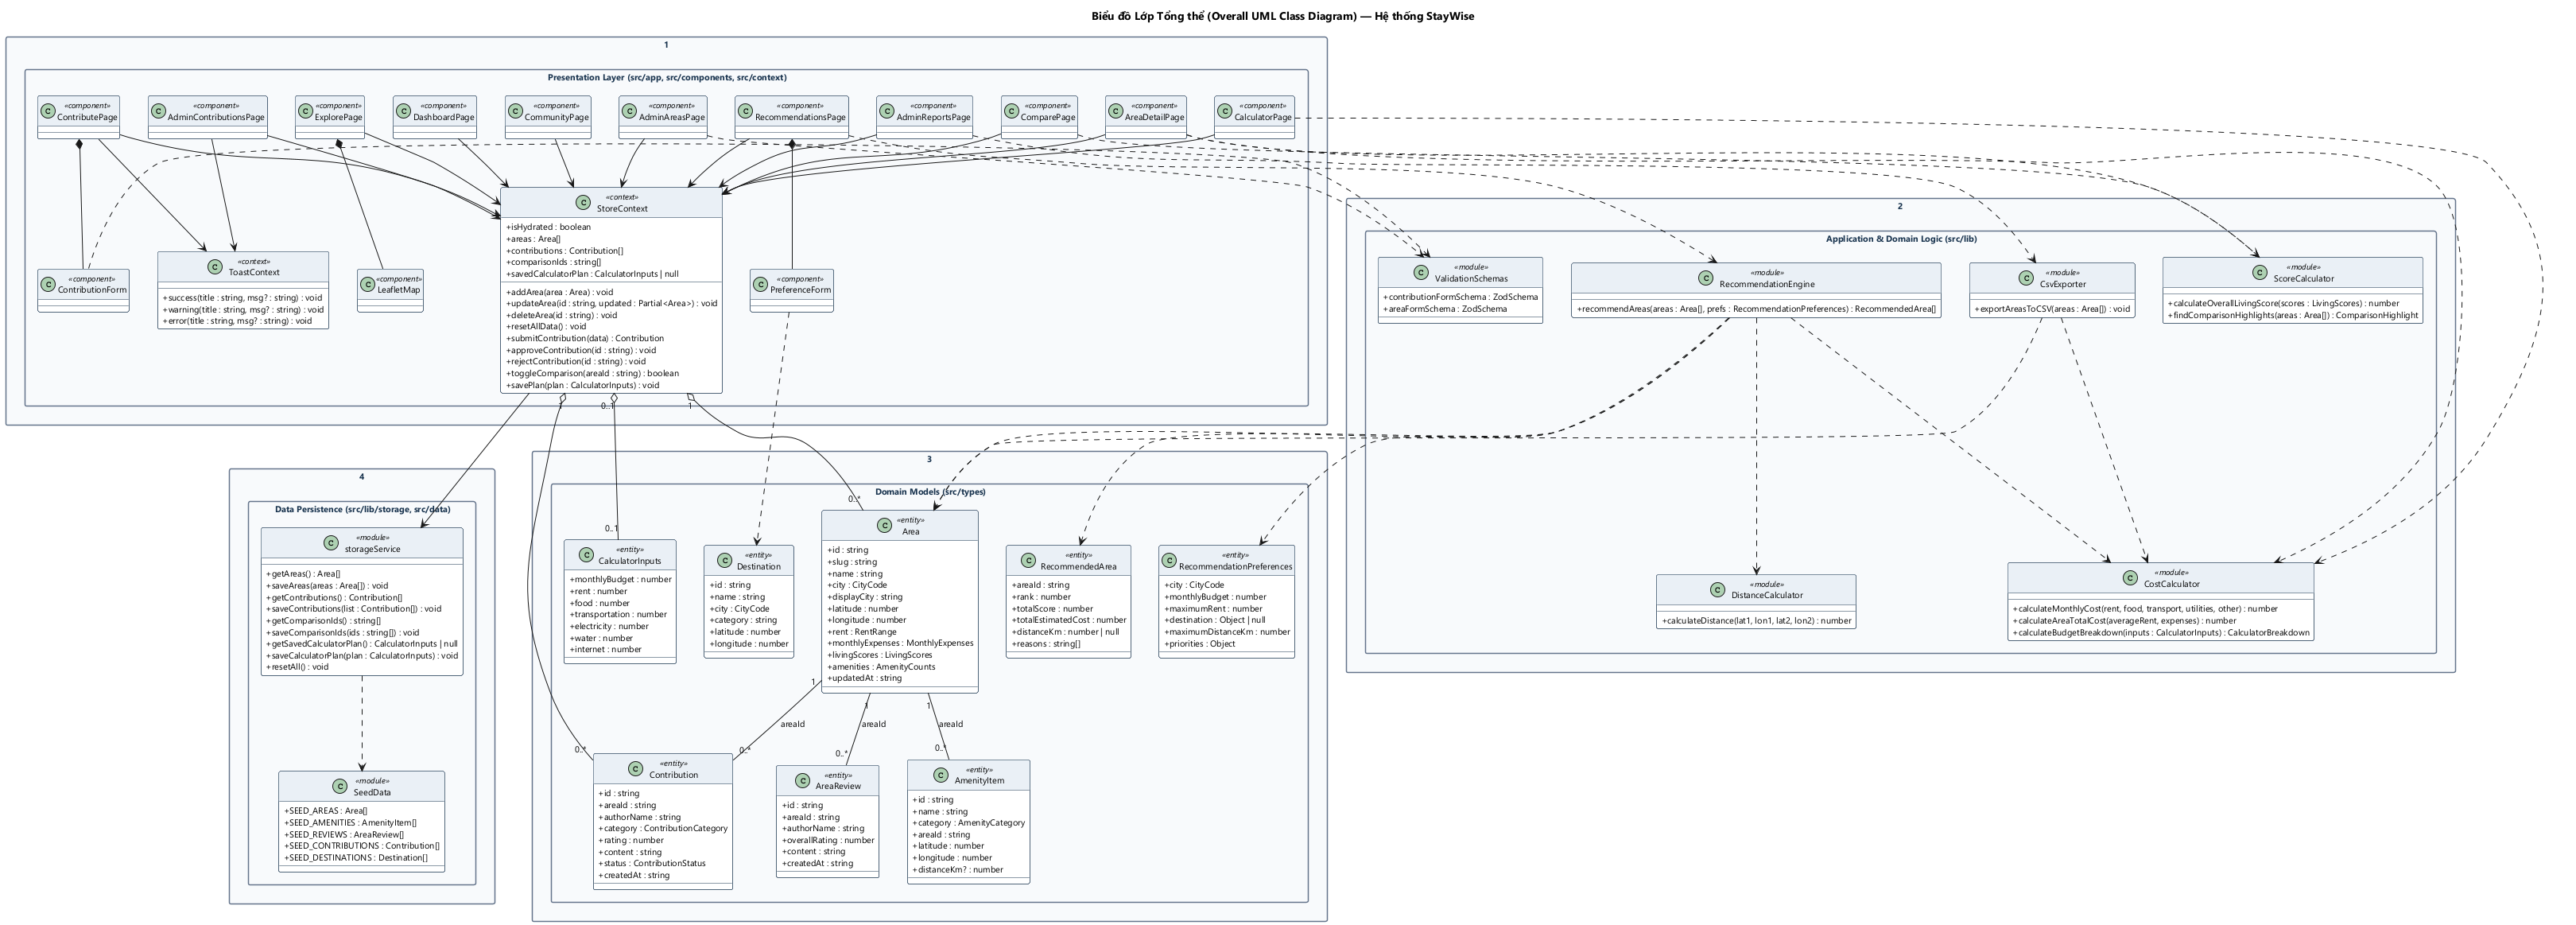 Biểu đồ Lớp Tổng thể (Overall UML Class Diagram) — Hệ thống StayWise
1
Presentation Layer (src/app, src/components, src/context)
«component»
ContributePage
«component»
AdminContributionsPage
«component»
ExplorePage
«component»
DashboardPage
«component»
CommunityPage
«component»
AdminAreasPage
«component»
RecommendationsPage
«component»
AdminReportsPage
«component»
ComparePage
«component»
AreaDetailPage
«component»
CalculatorPage
«context»
StoreContext
+isHydrated : boolean
+areas : Area[]
+contributions : Contribution[]
+comparisonIds : string[]
+savedCalculatorPlan : CalculatorInputs | null
+addArea(area : Area) : void
+updateArea(id : string, updated : Partial<Area>) : void
+deleteArea(id : string) : void
+resetAllData() : void
+submitContribution(data) : Contribution
+approveContribution(id : string) : void
+rejectContribution(id : string) : void
+toggleComparison(areaId : string) : boolean
+savePlan(plan : CalculatorInputs) : void
«component»
ContributionForm
«context»
ToastContext
+success(title : string, msg? : string) : void
+warning(title : string, msg? : string) : void
+error(title : string, msg? : string) : void
«component»
LeafletMap
«component»
PreferenceForm
2
Application & Domain Logic (src/lib)
«module»
ValidationSchemas
+contributionFormSchema : ZodSchema
+areaFormSchema : ZodSchema
«module»
RecommendationEngine
+recommendAreas(areas : Area[], prefs : RecommendationPreferences) : RecommendedArea[]
«module»
CsvExporter
+exportAreasToCSV(areas : Area[]) : void
«module»
ScoreCalculator
+calculateOverallLivingScore(scores : LivingScores) : number
+findComparisonHighlights(areas : Area[]) : ComparisonHighlight
«module»
DistanceCalculator
+calculateDistance(lat1, lon1, lat2, lon2) : number
«module»
CostCalculator
+calculateMonthlyCost(rent, food, transport, utilities, other) : number
+calculateAreaTotalCost(averageRent, expenses) : number
+calculateBudgetBreakdown(inputs : CalculatorInputs) : CalculatorBreakdown
1
0..1
1
4
Data Persistence (src/lib/storage, src/data)
«module»
storageService
+getAreas() : Area[]
+saveAreas(areas : Area[]) : void
+getContributions() : Contribution[]
+saveContributions(list : Contribution[]) : void
+getComparisonIds() : string[]
+saveComparisonIds(ids : string[]) : void
+getSavedCalculatorPlan() : CalculatorInputs | null
+saveCalculatorPlan(plan : CalculatorInputs) : void
+resetAll() : void
«module»
SeedData
+SEED_AREAS : Area[]
+SEED_AMENITIES : AmenityItem[]
+SEED_REVIEWS : AreaReview[]
+SEED_CONTRIBUTIONS : Contribution[]
+SEED_DESTINATIONS : Destination[]
3
Domain Models (src/types)
0..1
0..*
«entity»
CalculatorInputs
+monthlyBudget : number
+rent : number
+food : number
+transportation : number
+electricity : number
+water : number
+internet : number
«entity»
Destination
+id : string
+name : string
+city : CityCode
+category : string
+latitude : number
+longitude : number
«entity»
Area
+id : string
+slug : string
+name : string
+city : CityCode
+displayCity : string
+latitude : number
+longitude : number
+rent : RentRange
+monthlyExpenses : MonthlyExpenses
+livingScores : LivingScores
+amenities : AmenityCounts
+updatedAt : string
«entity»
RecommendedArea
+areaId : string
+rank : number
+totalScore : number
+totalEstimatedCost : number
+distanceKm : number | null
+reasons : string[]
«entity»
RecommendationPreferences
+city : CityCode
+monthlyBudget : number
+maximumRent : number
+destination : Object | null
+maximumDistanceKm : number
+priorities : Object
1
1
1
areaId
areaId
areaId
0..*
0..*
0..*
0..*
«entity»
Contribution
+id : string
+areaId : string
+authorName : string
+category : ContributionCategory
+rating : number
+content : string
+status : ContributionStatus
+createdAt : string
«entity»
AreaReview
+id : string
+areaId : string
+authorName : string
+overallRating : number
+content : string
+createdAt : string
«entity»
AmenityItem
+id : string
+name : string
+category : AmenityCategory
+areaId : string
+latitude : number
+longitude : number
+distanceKm? : number